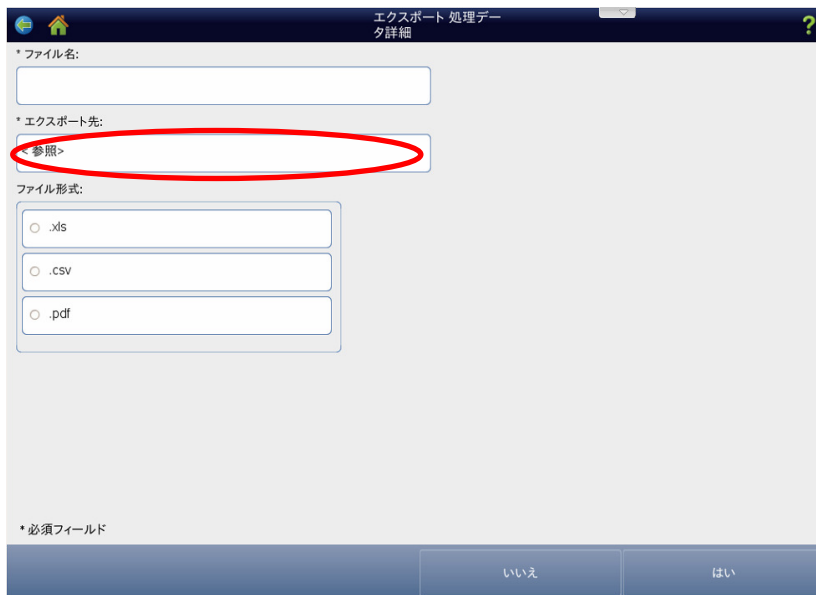 エクスポート 処理デー
タ詳細
?
* ファイル名:
* エクスポート先:
< 参照>
ファイル形式:
.xls
.csv
.pdf
* 必須フィールド
いいえ
はい